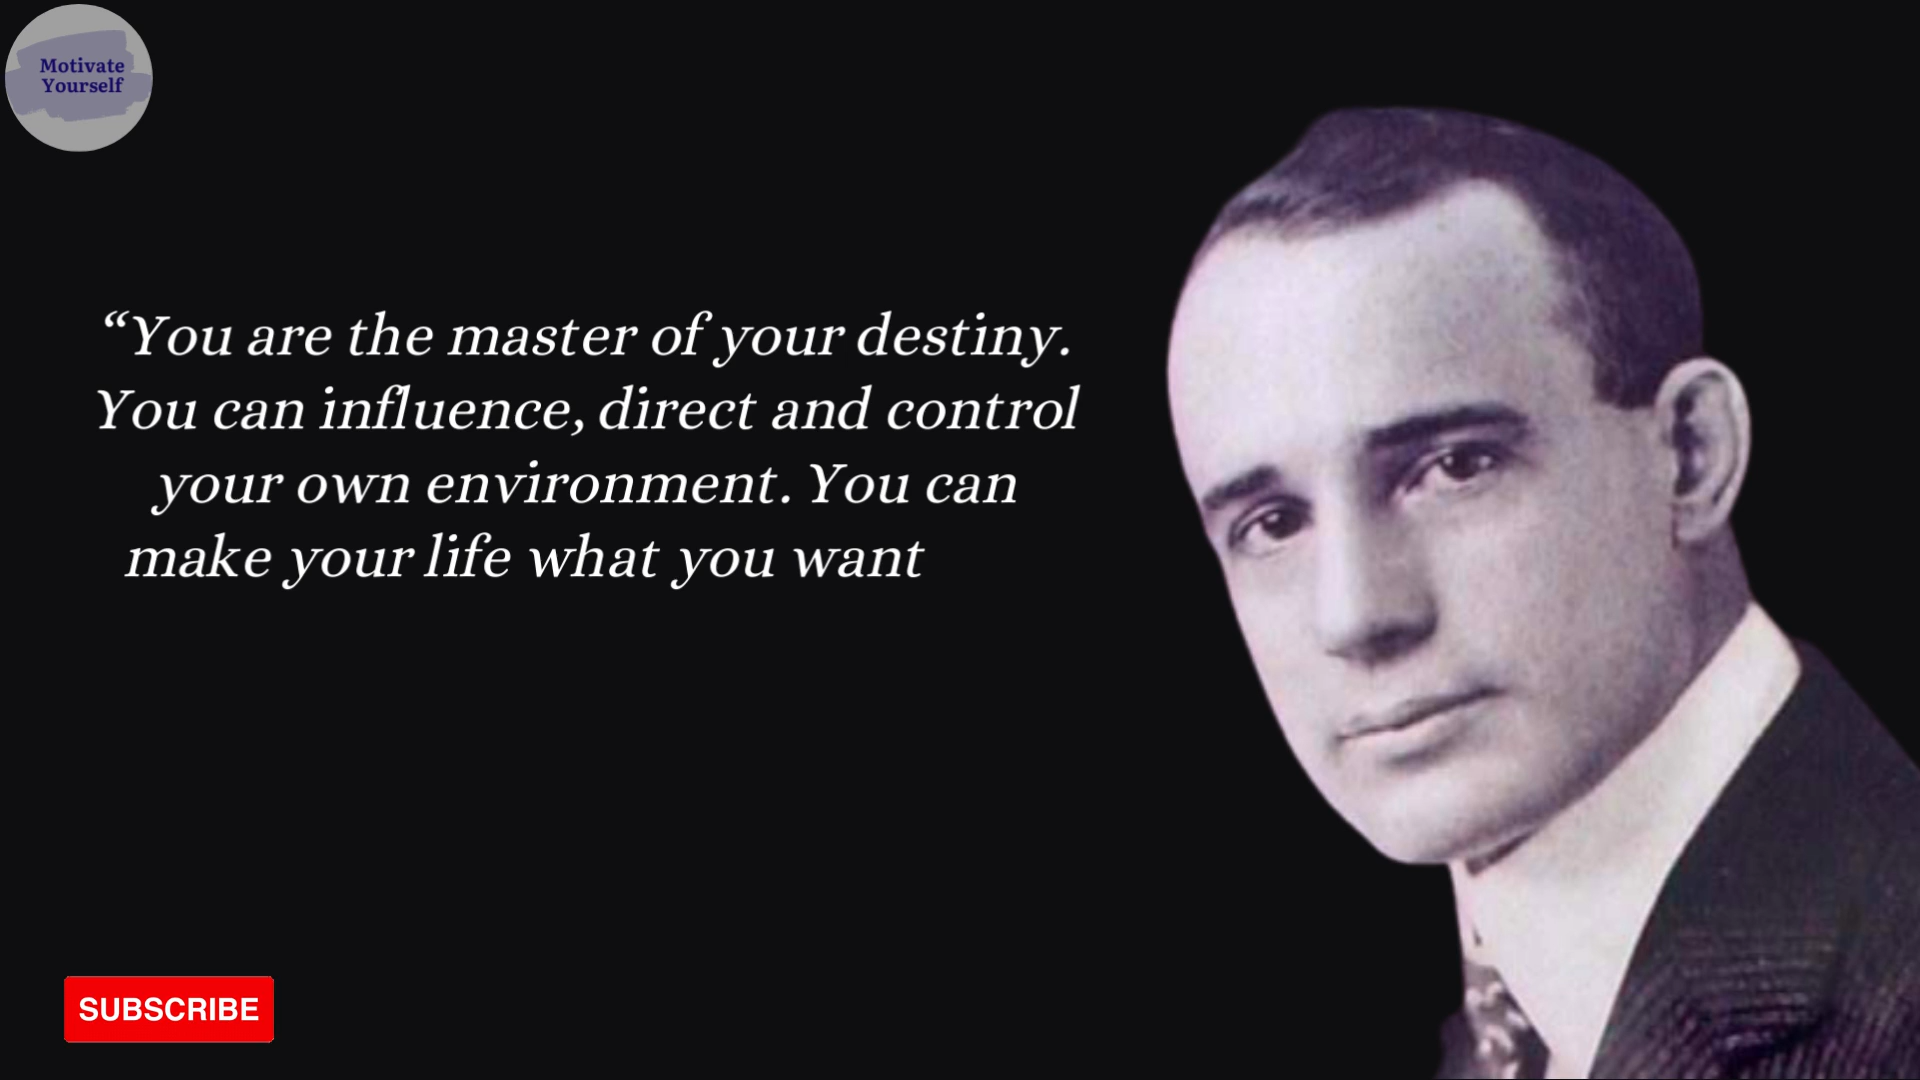 Motivate
Yourself
“You are the master of your destiny.
You can influence, direct and control
your own environment. You can
make your life what you want
SUBSCRIBE